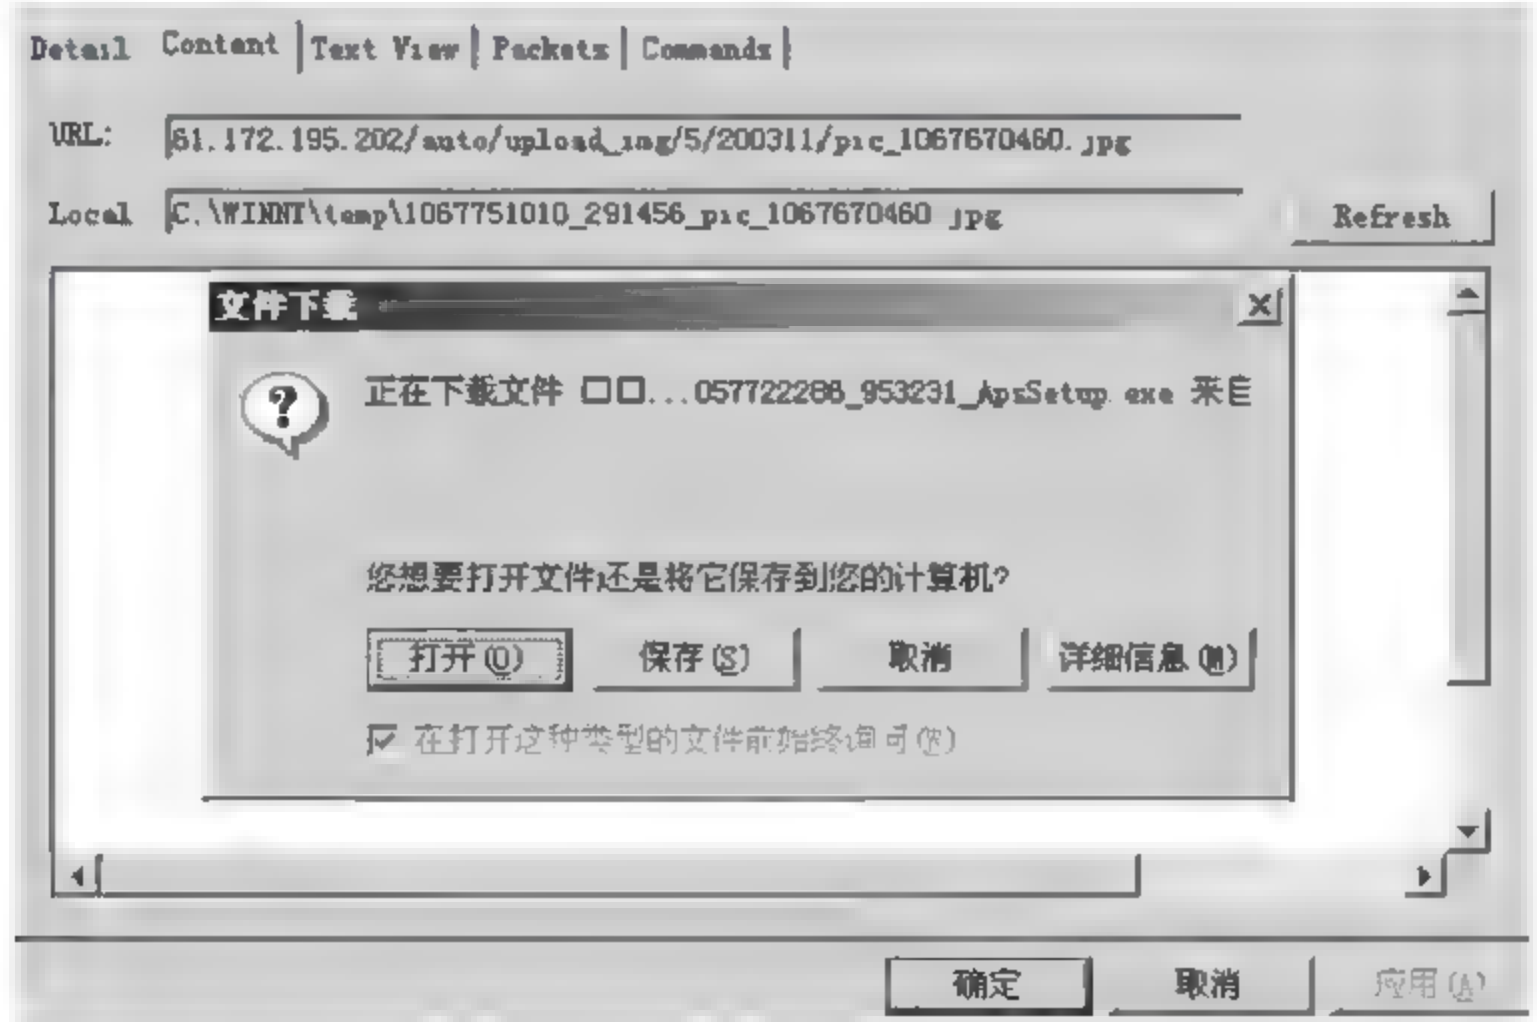 Detail Content Text View Packets Commands
URL: 61.172.195.202/auto/upload_img/5/200311/pic_1067670460.jpg
Local C:\WINNT\temp\1067751010_291456_pic_1067670460.jpg
Refresh
文件下载
正在下载文件 口口...057722286_953231_ApsSetup.exe 来自
您想要打开文件还是将它保存到您的计算机?
打开(O) 保存(S) 取消 详细信息(M)
在打开这种类型的文件前始终询问(W)
确定 取消 应用(A)